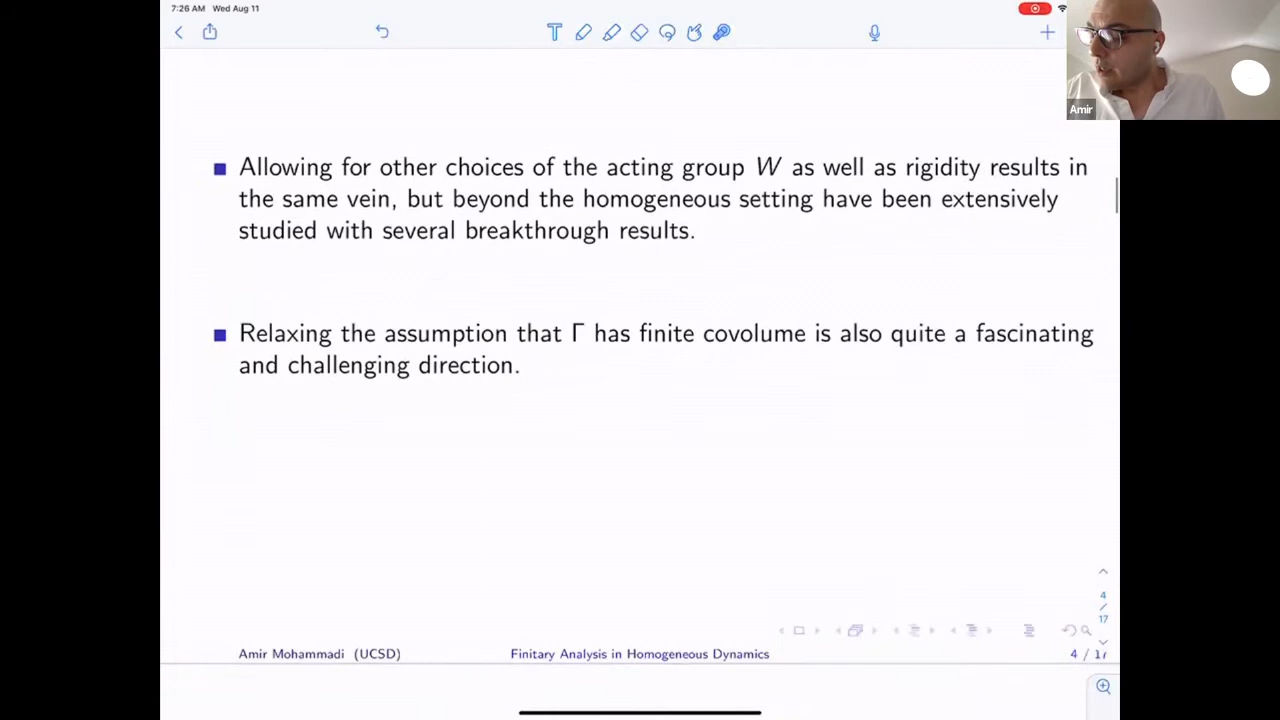 7:26 AM Wed Aug 11
Amir
Allowing for other choices of the acting group W as well as rigidity results in
the same vein, but beyond the homogeneous setting have been extensively
studied with several breakthrough results.
Relaxing the assumption that Γ has finite covolume is also quite a fascinating
and challenging direction.
4
/
17
Amir Mohammadi (UCSD) Finitary Analysis in Homogeneous Dynamics 4 / 17